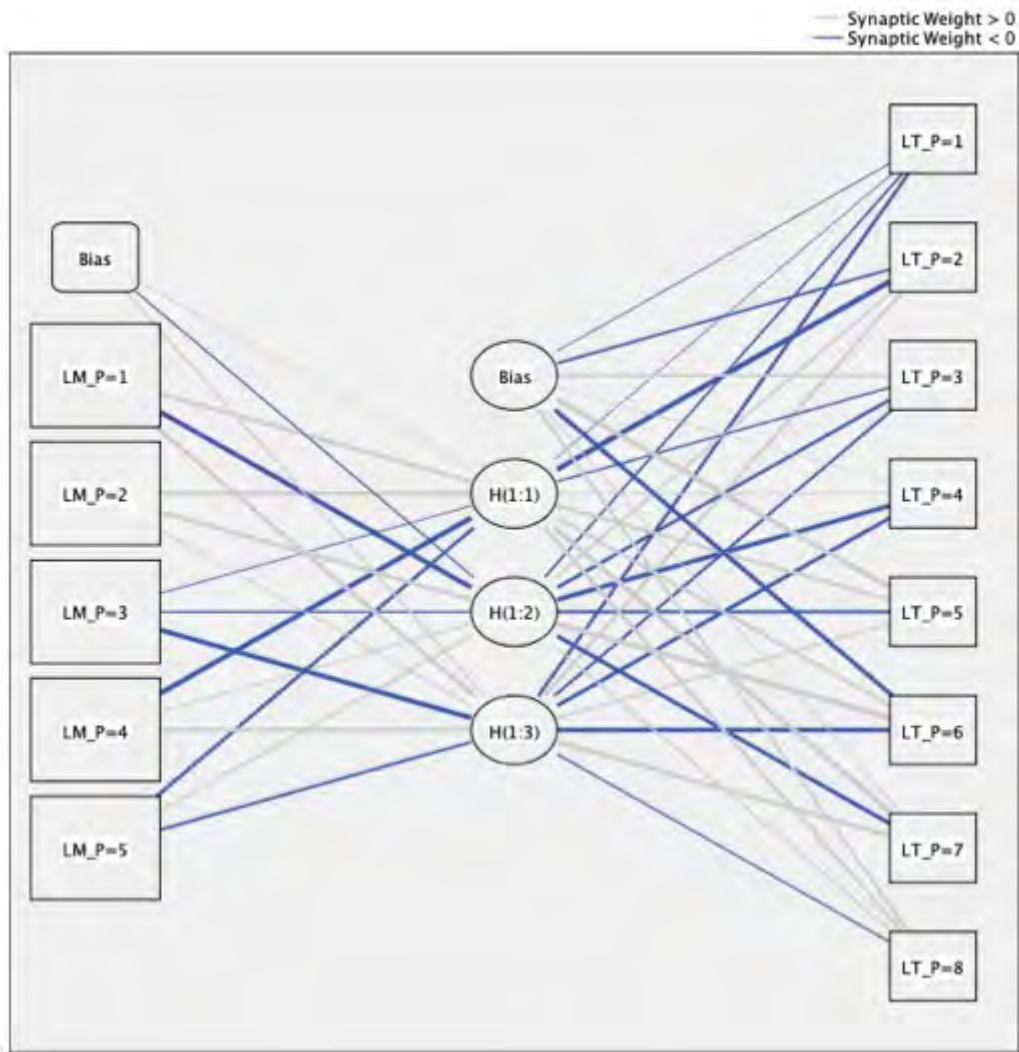 Synaptic Weight > 0
Synaptic Weight < 0
Bias
LM_P=1
LM_P=2
LM_P=3
LM_P=4
LM_P=5
Bias
H(1:1)
H(1:2)
H(1:3)
LT_P=1
LT_P=2
LT_P=3
LT_P=4
LT_P=5
LT_P=6
LT_P=7
LT_P=8